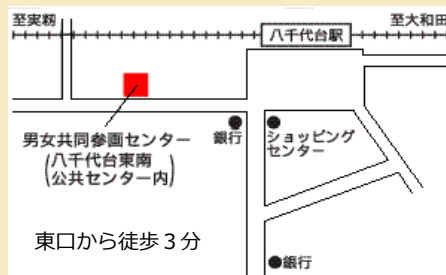 至実籾
至大和田
八千代台駅
男女共同参画センター
(八千代台東南
公共センター内)
銀行
ショッピング
センター
東口から徒歩３分
銀行